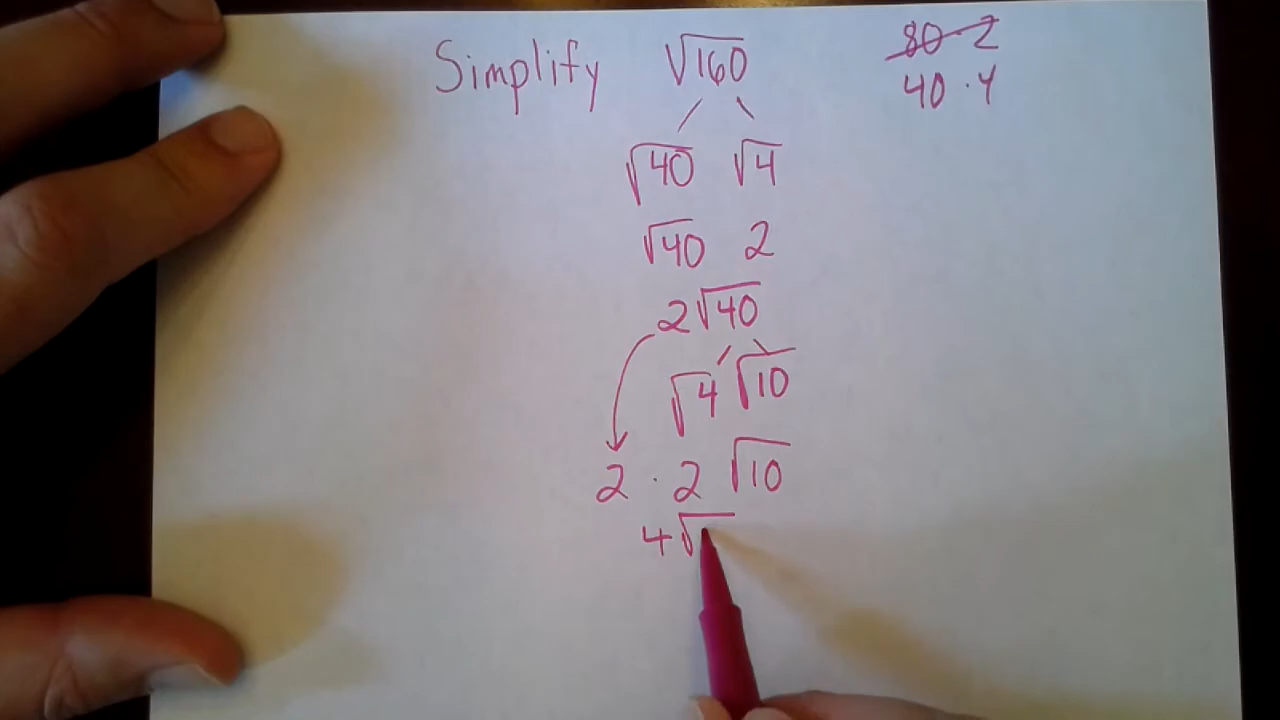 Simplify √160
80 · 2
40 · 4
√40 √4
√40 2
2√40
√4 √10
2 · 2 √10
4√